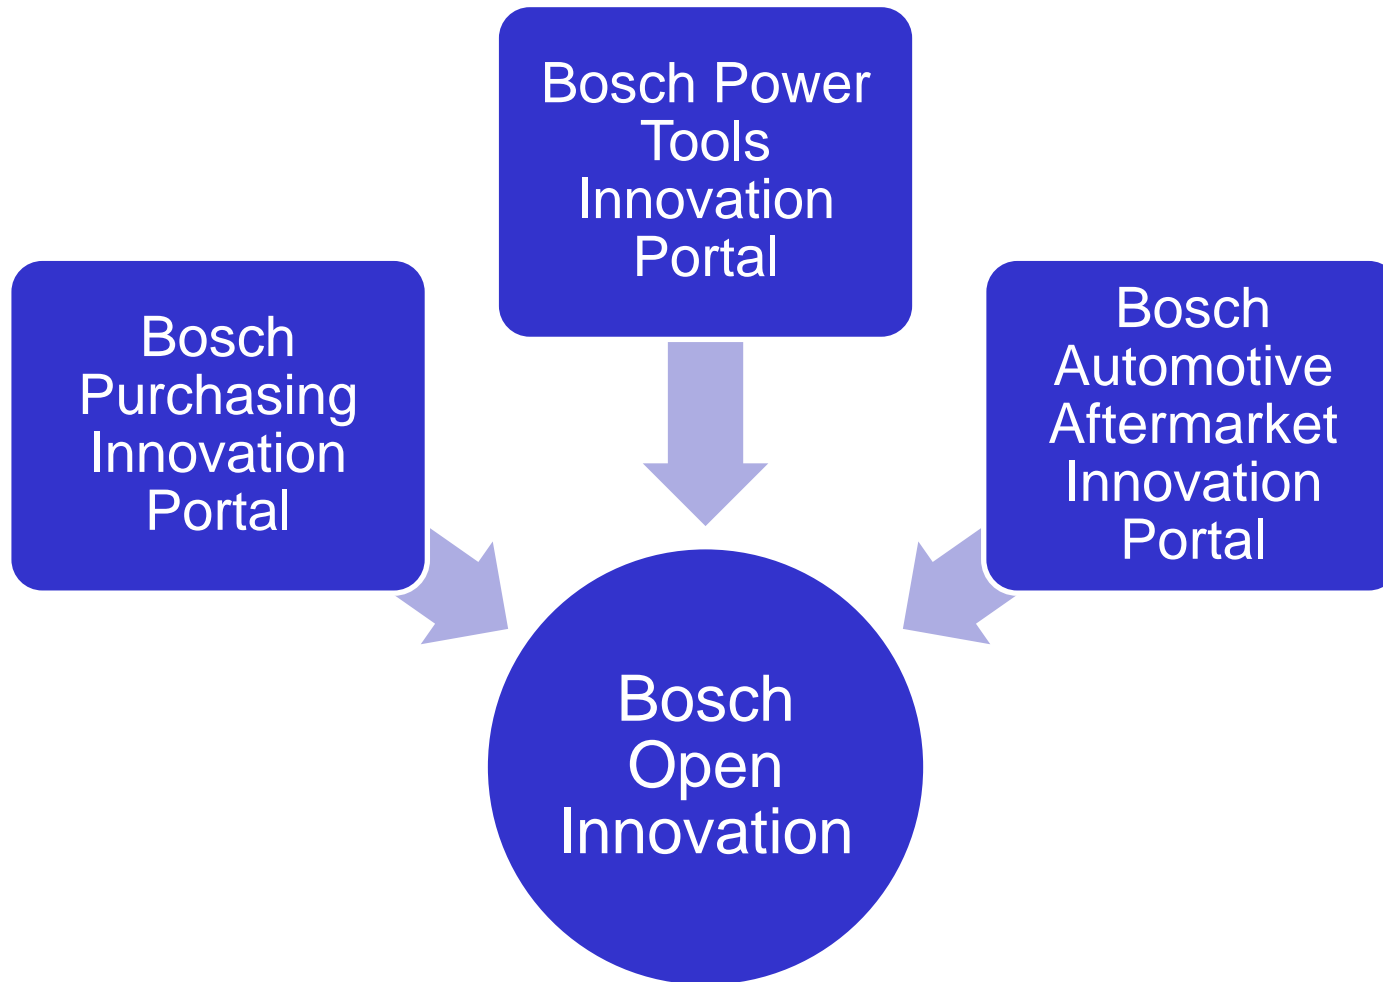 Bosch Power
Tools
Innovation
Portal
Bosch
Purchasing
Innovation
Portal
Bosch
Automotive
Aftermarket
Innovation
Portal
Bosch
Open
Innovation